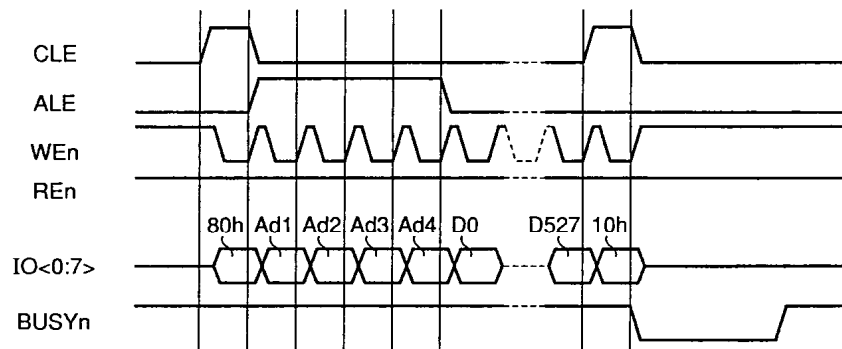 CLE
ALE
WEn
REn
80h Ad1 Ad2 Ad3 Ad4 D0 D527 10h
IO<0:7>
BUSYn